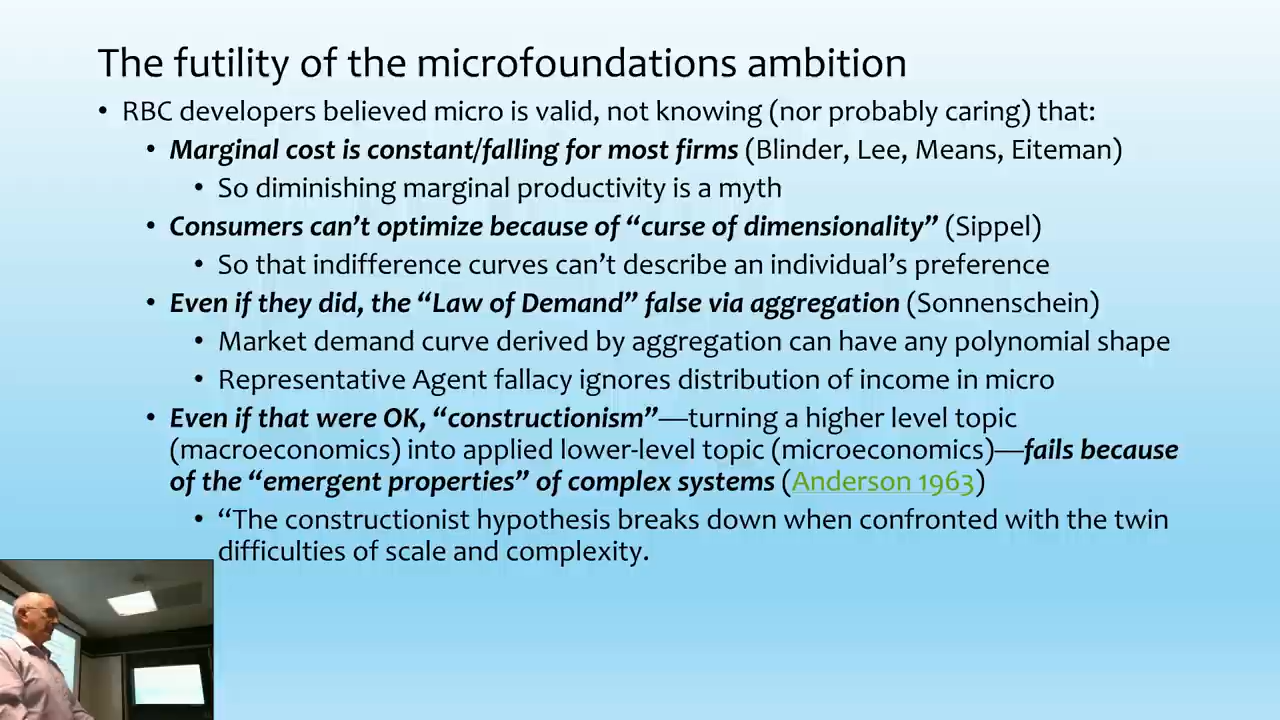 The futility of the microfoundations ambition
• RBC developers believed micro is valid, not knowing (nor probably caring) that:
• Marginal cost is constant/falling for most firms (Blinder, Lee, Means, Eiteman)
• So diminishing marginal productivity is a myth
• Consumers can’t optimize because of “curse of dimensionality” (Sippel)
• So that indifference curves can’t describe an individual’s preference
• Even if they did, the “Law of Demand” false via aggregation (Sonnenschein)
• Market demand curve derived by aggregation can have any polynomial shape
• Representative Agent fallacy ignores distribution of income in micro
• Even if that were OK, “constructionism”—turning a higher level topic
(macroeconomics) into applied lower-level topic (microeconomics)—fails because
of the “emergent properties” of complex systems (Anderson 1963)
• “The constructionist hypothesis breaks down when confronted with the twin
difficulties of scale and complexity.